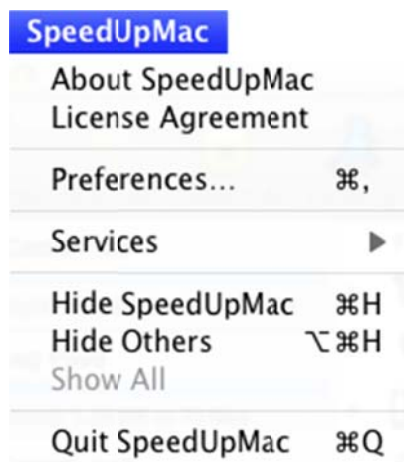 SpeedUpMac
About SpeedUpMac
License Agreement
Preferences... ⌘,
Services ▶
Hide SpeedUpMac ⌘H
Hide Others ⌥⌘H
Show All
Quit SpeedUpMac ⌘Q